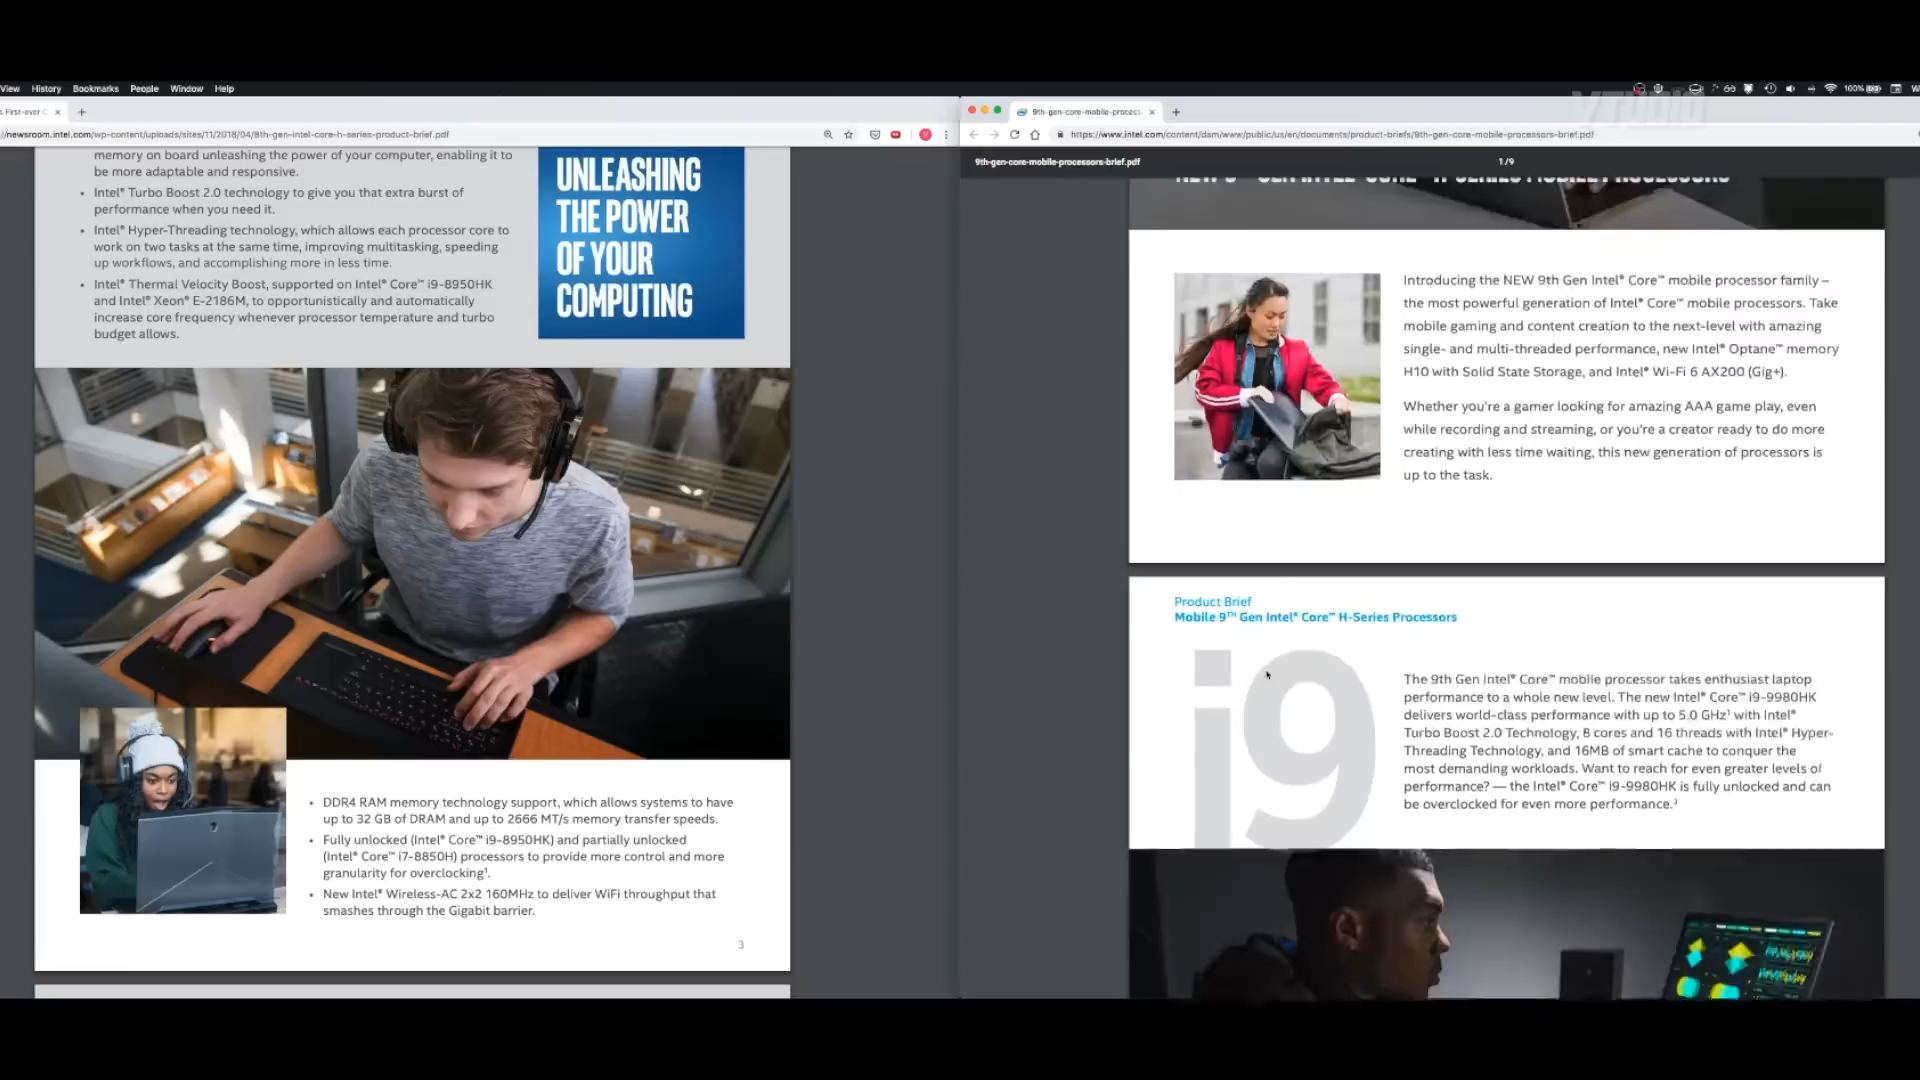 View History Bookmarks People Window Help
100%
s First-ever C
//newsroom.intel.com/wp-content/uploads/sites/11/2018/04/8th-gen-intel-core-h-series-product-brief.pdf
memory on board unleashing the power of your computer, enabling it to
be more adaptable and responsive.
• Intel® Turbo Boost 2.0 technology to give you that extra burst of
performance when you need it.
• Intel® Hyper-Threading technology, which allows each processor core to
work on two tasks at the same time, improving multitasking, speeding
up workflows, and accomplishing more in less time.
• Intel® Thermal Velocity Boost, supported on Intel® Core™ i9-8950HK
and Intel® Xeon® E-2186M, to opportunistically and automatically
increase core frequency whenever processor temperature and turbo
budget allows.
UNLEASHING
THE POWER
OF YOUR
COMPUTING
• DDR4 RAM memory technology support, which allows systems to have
up to 32 GB of DRAM and up to 2666 MT/s memory transfer speeds.
• Fully unlocked (Intel® Core™ i9-8950HK) and partially unlocked
(Intel® Core™ i7-8850H) processors to provide more control and more
granularity for overclocking¹.
• New Intel® Wireless-AC 2x2 160MHz to deliver WiFi throughput that
smashes through the Gigabit barrier.
3
9th-gen-core-mobile-process
https://www.intel.com/content/dam/www/public/us/en/documents/product-briefs/9th-gen-core-mobile-processors-brief.pdf
9th-gen-core-mobile-processors-brief.pdf
1/9
Introducing the NEW 9th Gen Intel® Core™ mobile processor family –
the most powerful generation of Intel® Core™ mobile processors. Take
mobile gaming and content creation to the next-level with amazing
single- and multi-threaded performance, new Intel® Optane™ memory
H10 with Solid State Storage, and Intel® Wi-Fi 6 AX200 (Gig+).
Whether you're a gamer looking for amazing AAA game play, even
while recording and streaming, or you're a creator ready to do more
creating with less time waiting, this new generation of processors is
up to the task.
Product Brief
Mobile 9TH Gen Intel® Core™ H-Series Processors
i9
The 9th Gen Intel® Core™ mobile processor takes enthusiast laptop
performance to a whole new level. The new Intel® Core™ i9-9980HK
delivers world-class performance with up to 5.0 GHz¹ with Intel®
Turbo Boost 2.0 Technology, 8 cores and 16 threads with Intel® Hyper-
Threading Technology, and 16MB of smart cache to conquer the
most demanding workloads. Want to reach for even greater levels of
performance? — the Intel® Core™ i9-9980HK is fully unlocked and can
be overclocked for even more performance.³